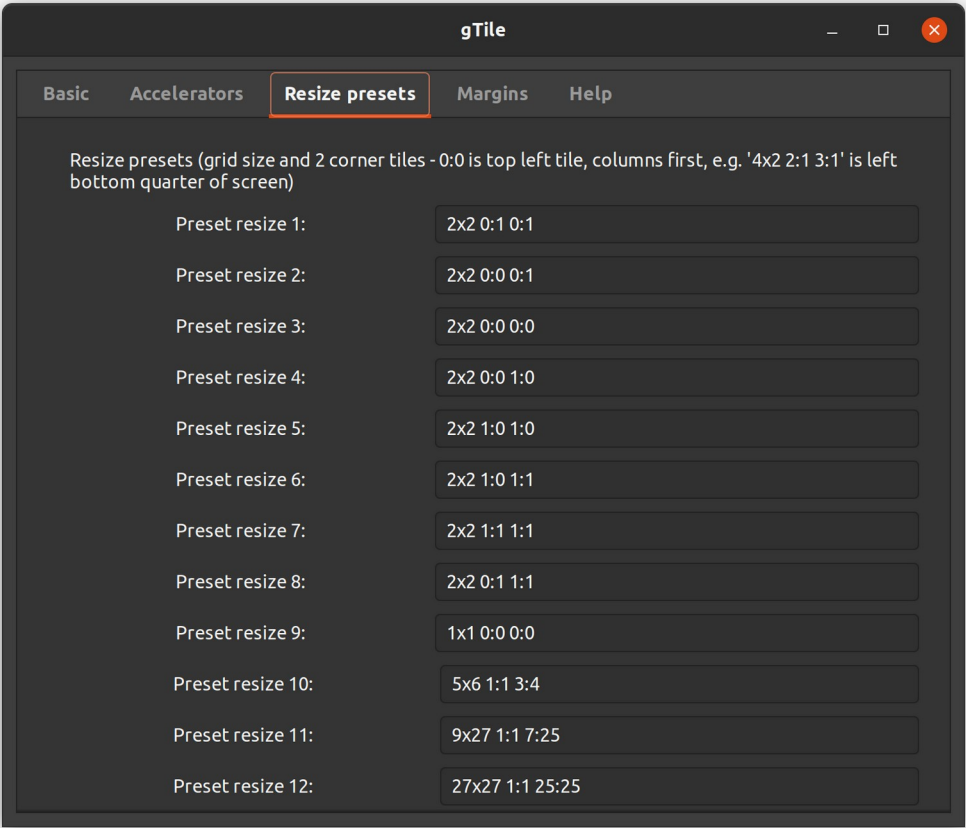 gTile
Basic Accelerators Resize presets Margins Help
Resize presets (grid size and 2 corner tiles - 0:0 is top left tile, columns first, e.g. '4x2 2:1 3:1' is left
bottom quarter of screen)
Preset resize 1: 2x2 0:1 0:1
Preset resize 2: 2x2 0:0 0:1
Preset resize 3: 2x2 0:0 0:0
Preset resize 4: 2x2 0:0 1:0
Preset resize 5: 2x2 1:0 1:0
Preset resize 6: 2x2 1:0 1:1
Preset resize 7: 2x2 1:1 1:1
Preset resize 8: 2x2 0:1 1:1
Preset resize 9: 1x1 0:0 0:0
Preset resize 10: 5x6 1:1 3:4
Preset resize 11: 9x27 1:1 7:25
Preset resize 12: 27x27 1:1 25:25